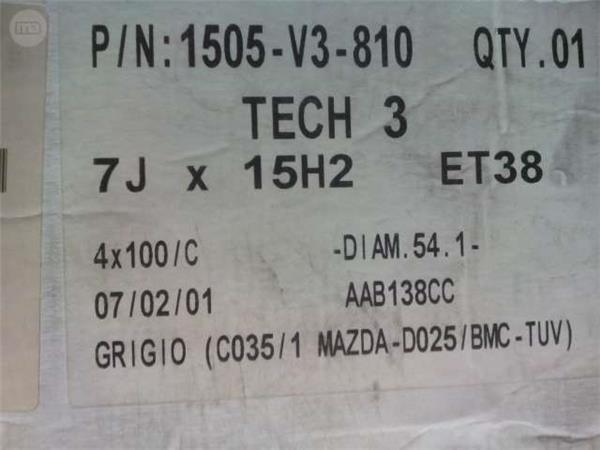 P/N:1505-V3-810 QTY.01
TECH 3
7J x 15H2 ET38
4x100/C -DIAM.54.1-
07/02/01 AAB138CC
GRIGIO (C035/1 MAZDA-D025/BMC-TUV)